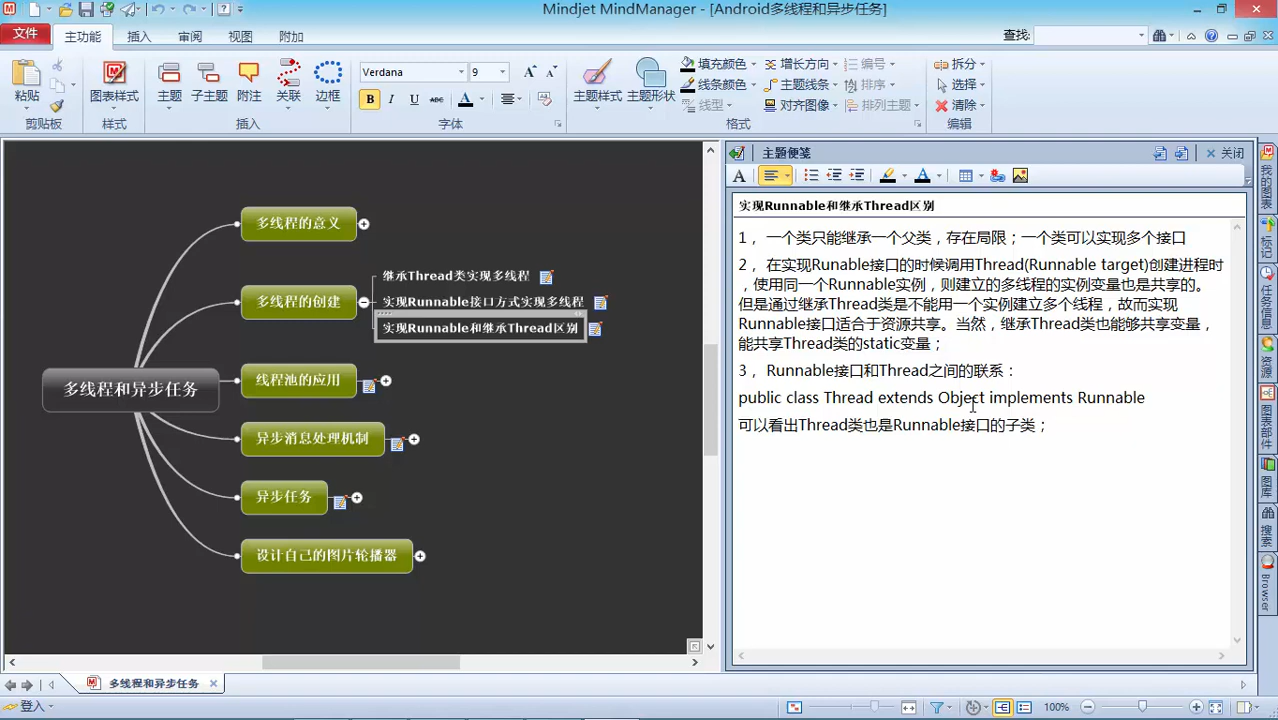 Mindjet MindManager - [Android多线程和异步任务]
文件
主功能
插入
审阅
视图
附加
查找:
粘贴
剪贴板
图表样式
样式
主题
子主题
附注
关联
边框
插入
Verdana
9
B
I
U
ABC
A
字体
主题样式
主题形状
填充颜色
线条颜色
线型
增长方向
主题线条
对齐图像
编号
排序
排列主题
格式
拆分
选择
清除
编辑
多线程和异步任务
多线程的意义
多线程的创建
继承Thread类实现多线程
实现Runnable接口方式实现多线程
实现Runnable和继承Thread区别
线程池的应用
异步消息处理机制
异步任务
设计自己的图片轮播器
主题便笺
关闭
实现Runnable和继承Thread区别
1， 一个类只能继承一个父类，存在局限；一个类可以实现多个接口
2， 在实现Runable接口的时候调用Thread(Runnable target)创建进程时
，使用同一个Runnable实例，则建立的多线程的实例变量也是共享的。
但是通过继承Thread类是不能用一个实例建立多个线程，故而实现
Runnable接口适合于资源共享。当然，继承Thread类也能够共享变量，
能共享Thread类的static变量；
3， Runnable接口和Thread之间的联系：
public class Thread extends Object implements Runnable
可以看出Thread类也是Runnable接口的子类；
我的图表
标记
任务信息
资源
图表部件
图库
搜索
Browser
多线程和异步任务
登入
100%